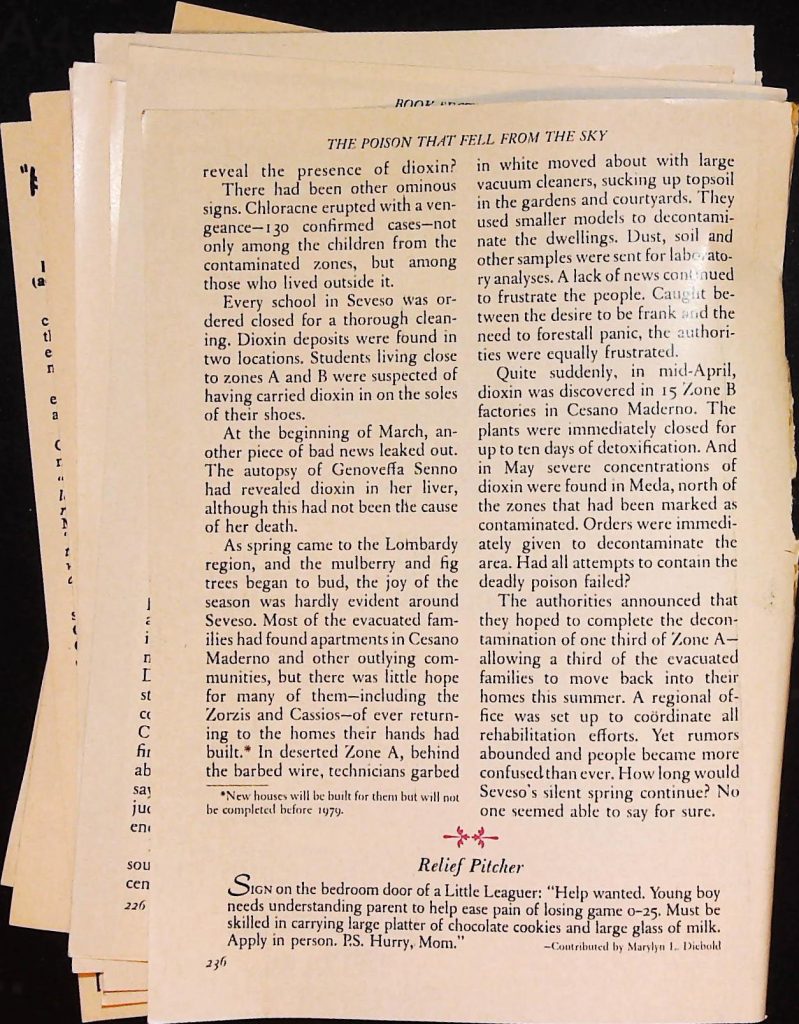 THE POISON THAT FELL FROM THE SKY
reveal the presence of dioxin?
There had been other ominous
signs. Chloracne erupted with a ven-
geance—130 confirmed cases—not
only among the children from the
contaminated zones, but among
those who lived outside it.
Every school in Seveso was or-
dered closed for a thorough clean-
ing. Dioxin deposits were found in
two locations. Students living close
to zones A and B were suspected of
having carried dioxin in on the soles
of their shoes.
At the beginning of March, an-
other piece of bad news leaked out.
The autopsy of Genoveffa Senno
had revealed dioxin in her liver,
although this had not been the cause
of her death.
As spring came to the Lombardy
region, and the mulberry and fig
trees began to bud, the joy of the
season was hardly evident around
Seveso. Most of the evacuated fam-
ilies had found apartments in Cesano
Maderno and other outlying com-
munities, but there was little hope
for many of them—including the
Zorzis and Cassios—of ever return-
ing to the homes their hands had
built.* In deserted Zone A, behind
the barbed wire, technicians garbed
*New houses will be built for them but will not
be completed before 1979.
in white moved about with large
vacuum cleaners, sucking up topsoil
in the gardens and courtyards. They
used smaller models to decontami-
nate the dwellings. Dust, soil and
other samples were sent for laborato-
ry analyses. A lack of news continued
to frustrate the people. Caught be-
tween the desire to be frank and the
need to forestall panic, the authori-
ties were equally frustrated.
Quite suddenly, in mid-April,
dioxin was discovered in 15 Zone B
factories in Cesano Maderno. The
plants were immediately closed for
up to ten days of detoxification. And
in May severe concentrations of
dioxin were found in Meda, north of
the zones that had been marked as
contaminated. Orders were immedi-
ately given to decontaminate the
area. Had all attempts to contain the
deadly poison failed?
The authorities announced that
they hoped to complete the decon-
tamination of one third of Zone A—
allowing a third of the evacuated
families to move back into their
homes this summer. A regional of-
fice was set up to coördinate all
rehabilitation efforts. Yet rumors
abounded and people became more
confused than ever. How long would
Seveso's silent spring continue? No
one seemed able to say for sure.
Relief Pitcher
SIGN on the bedroom door of a Little Leaguer: "Help wanted. Young boy
needs understanding parent to help ease pain of losing game 0–25. Must be
skilled in carrying large platter of chocolate cookies and large glass of milk.
Apply in person. P.S. Hurry, Mom."
—Contributed by Marylyn L. Diebold
236
BOOK
st
C
ab
sou
cen
226